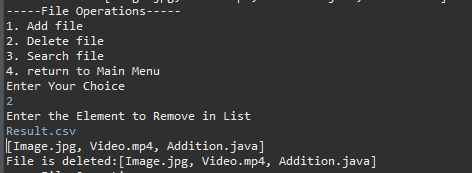 -----File Operations-----
1. Add file
2. Delete file
3. Search file
4. return to Main Menu
Enter Your Choice
2
Enter the Element to Remove in List
Result.csv
[Image.jpg, Video.mp4, Addition.java]
File is deleted:[Image.jpg, Video.mp4, Addition.java]